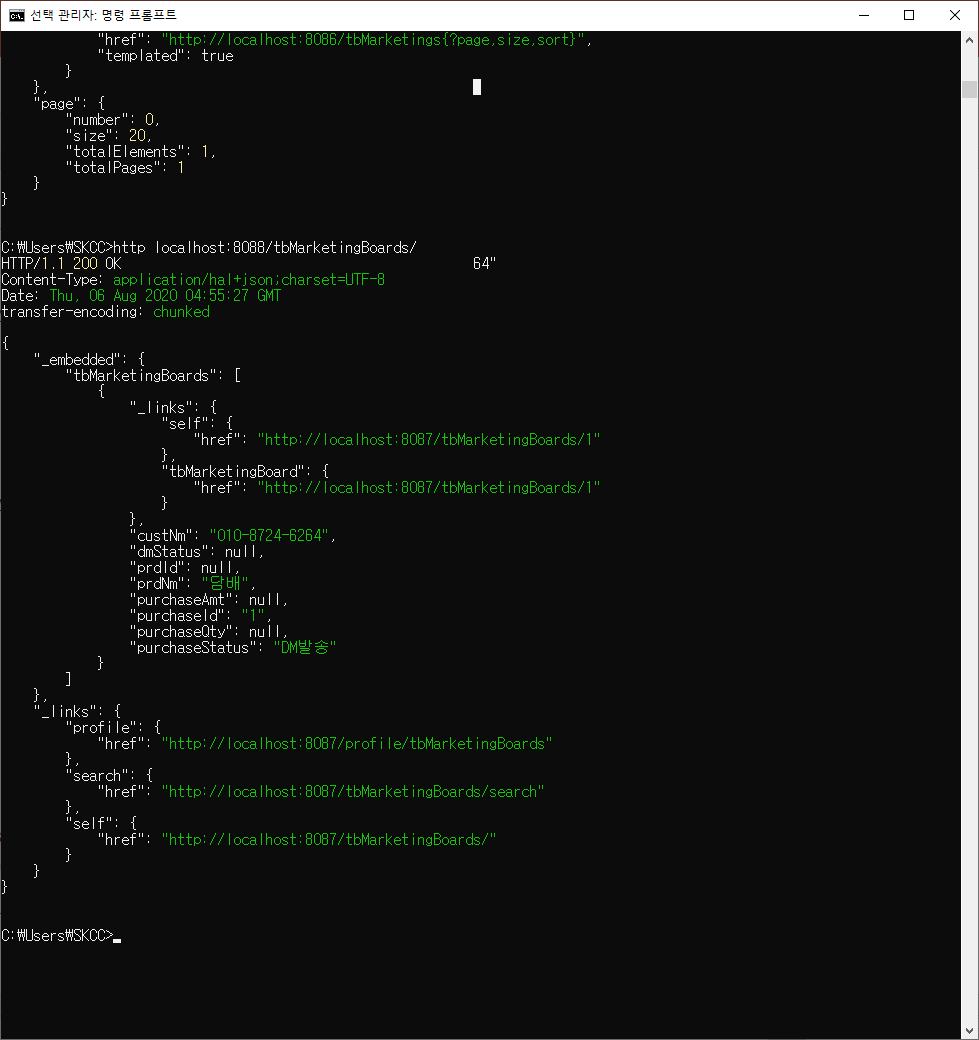 선택 관리자: 명령 프롬프트
            "href": "http://localhost:8086/tbMarketings{?page,size,sort}",
            "templated": true
        }
    },
    "page": {
        "number": 0,
        "size": 20,
        "totalElements": 1,
        "totalPages": 1
    }
}
C:\Users\SKCC>http localhost:8088/tbMarketingBoards/
HTTP/1.1 200 OK                                            64"
Content-Type: application/hal+json;charset=UTF-8
Date: Thu, 06 Aug 2020 04:55:27 GMT
transfer-encoding: chunked
{
    "_embedded": {
        "tbMarketingBoards": [
            {
                "_links": {
                    "self": {
                        "href": "http://localhost:8087/tbMarketingBoards/1"
                    },
                    "tbMarketingBoard": {
                        "href": "http://localhost:8087/tbMarketingBoards/1"
                    }
                },
                "custNm": "010-8724-6264",
                "dmStatus": null,
                "prdId": null,
                "prdNm": "담배",
                "purchaseAmt": null,
                "purchaseId": "1",
                "purchaseQty": null,
                "purchaseStatus": "DM발송"
            }
        ]
    },
    "_links": {
        "profile": {
            "href": "http://localhost:8087/profile/tbMarketingBoards"
        },
        "search": {
            "href": "http://localhost:8087/tbMarketingBoards/search"
        },
        "self": {
            "href": "http://localhost:8087/tbMarketingBoards/"
        }
    }
}
C:\Users\SKCC>